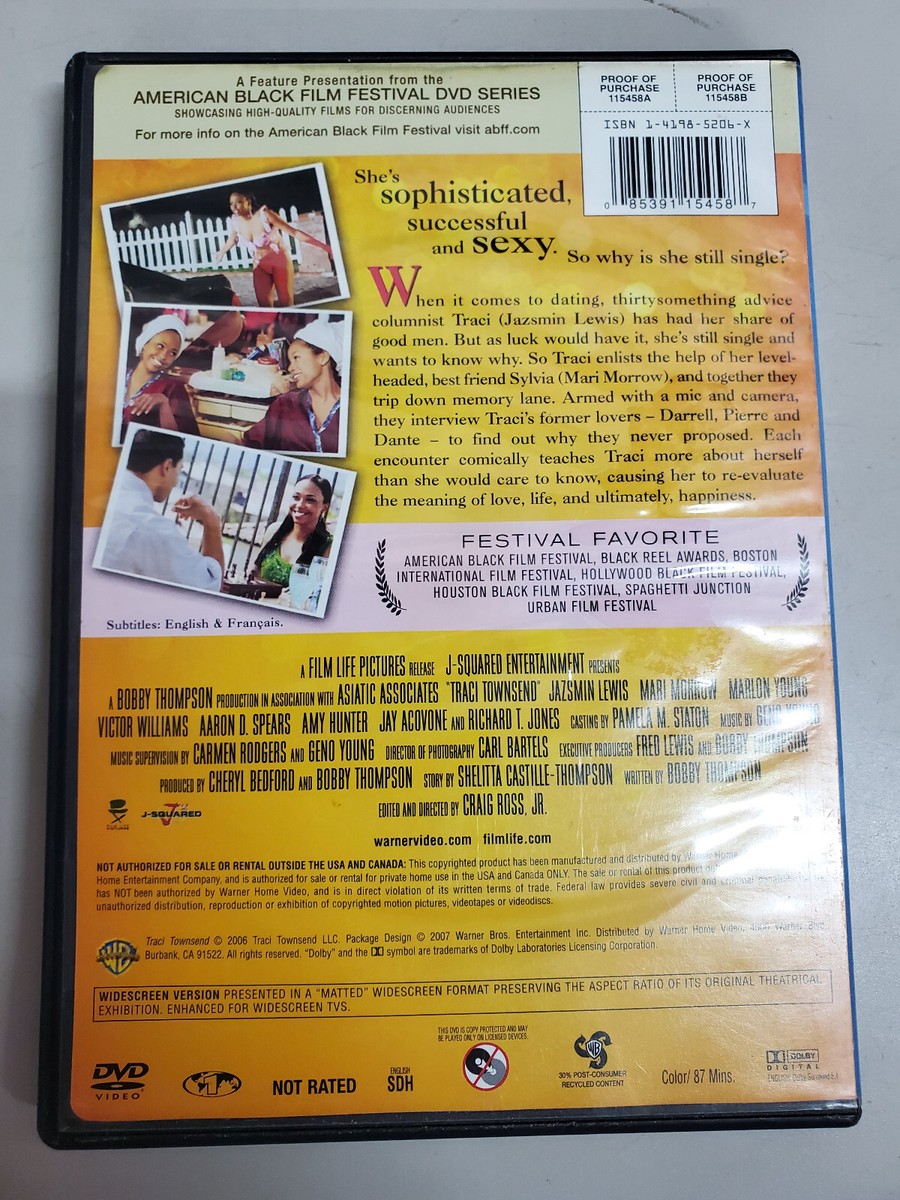 A Feature Presentation from the
AMERICAN BLACK FILM FESTIVAL DVD SERIES
SHOWCASING HIGH-QUALITY FILMS FOR DISCERNING AUDIENCES
For more info on the American Black Film Festival visit abff.com
PROOF OF PURCHASE 115458A
PROOF OF PURCHASE 115458B
ISBN 1-4198-5206-X
0 85391 15458 7
She's
sophisticated,
successful
and sexy.
So why is she still single?
When it comes to dating, thirtysomething advice
columnist Traci (Jazsmin Lewis) has had her share of
good men. But as luck would have it, she's still single and
wants to know why. So Traci enlists the help of her level-
headed, best friend Sylvia (Mari Morrow), and together they
trip down memory lane. Armed with a mic and camera,
they interview Traci's former lovers – Darrell, Pierre and
Dante – to find out why they never proposed. Each
encounter comically teaches Traci more about herself
than she would care to know, causing her to re-evaluate
the meaning of love, life, and ultimately, happiness.
FESTIVAL FAVORITE
AMERICAN BLACK FILM FESTIVAL, BLACK REEL AWARDS, BOSTON
INTERNATIONAL FILM FESTIVAL, HOLLYWOOD BLACK FILM FESTIVAL,
HOUSTON BLACK FILM FESTIVAL, SPAGHETTI JUNCTION
URBAN FILM FESTIVAL
Subtitles: English & Français.
A FILM LIFE PICTURES RELEASE J-SQUARED ENTERTAINMENT PRESENTS
A BOBBY THOMPSON PRODUCTION IN ASSOCIATION WITH ASIATIC ASSOCIATES "TRACI TOWNSEND" JAZSMIN LEWIS MARI MORROW MARLON YOUNG
VICTOR WILLIAMS AARON D. SPEARS AMY HUNTER JAY ACOVONE AND RICHARD T. JONES CASTING BY PAMELA M. STATON MUSIC BY GENO YOUNG
MUSIC SUPERVISION BY CARMEN RODGERS AND GENO YOUNG DIRECTOR OF PHOTOGRAPHY CARL BARTELS EXECUTIVE PRODUCERS FRED LEWIS AND BOBBY THOMPSON
PRODUCED BY CHERYL BEDFORD AND BOBBY THOMPSON STORY BY SHELITTA CASTILLE-THOMPSON WRITTEN BY BOBBY THOMPSON
EDITED AND DIRECTED BY CRAIG ROSS, JR.
J-SQUARED
warnervideo.com filmlife.com
NOT AUTHORIZED FOR SALE OR RENTAL OUTSIDE THE USA AND CANADA: This copyrighted product has been manufactured and distributed by Warner Home
Home Entertainment Company, and is authorized for sale or rental for private home use in the USA and Canada ONLY. The sale or rental of this product
has NOT been authorized by Warner Home Video, and is in direct violation of its written terms of trade. Federal law provides severe civil and criminal
unauthorized distribution, reproduction or exhibition of copyrighted motion pictures, videotapes or videodiscs.
Traci Townsend © 2006 Traci Townsend LLC. Package Design © 2007 Warner Bros. Entertainment Inc. Distributed by Warner Home Video, 4000 Warner Blvd.
Burbank, CA 91522. All rights reserved. "Dolby" and the symbol are trademarks of Dolby Laboratories Licensing Corporation.
WIDESCREEN VERSION PRESENTED IN A "MATTED" WIDESCREEN FORMAT PRESERVING THE ASPECT RATIO OF ITS ORIGINAL THEATRICAL
EXHIBITION. ENHANCED FOR WIDESCREEN TVS.
THIS DVD IS COPY PROTECTED AND MAY
BE PLAYED ONLY ON LICENSED DEVICES.
DVD
VIDEO
1
NOT RATED
ENGLISH
SDH
WB
30% POST-CONSUMER
RECYCLED CONTENT
Color/ 87 Mins.
DOLBY
DIGITAL